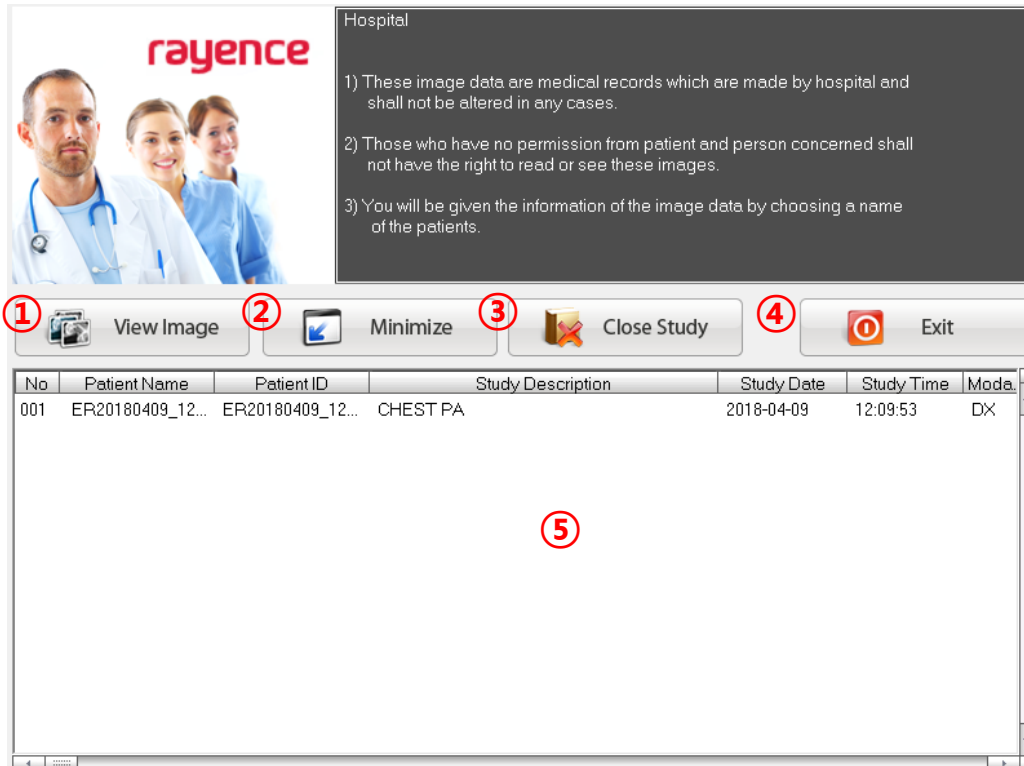 rayence
Hospital
1) These image data are medical records which are made by hospital and
shall not be altered in any cases.
2) Those who have no permission from patient and person concerned shall
not have the right to read or see these images.
3) You will be given the information of the image data by choosing a name
of the patients.
① View Image ② Minimize ③ Close Study ④ Exit
No Patient Name Patient ID Study Description Study Date Study Time Moda.
001 ER20180409_12... ER20180409_12... CHEST PA 2018-04-09 12:09:53 DX
⑤